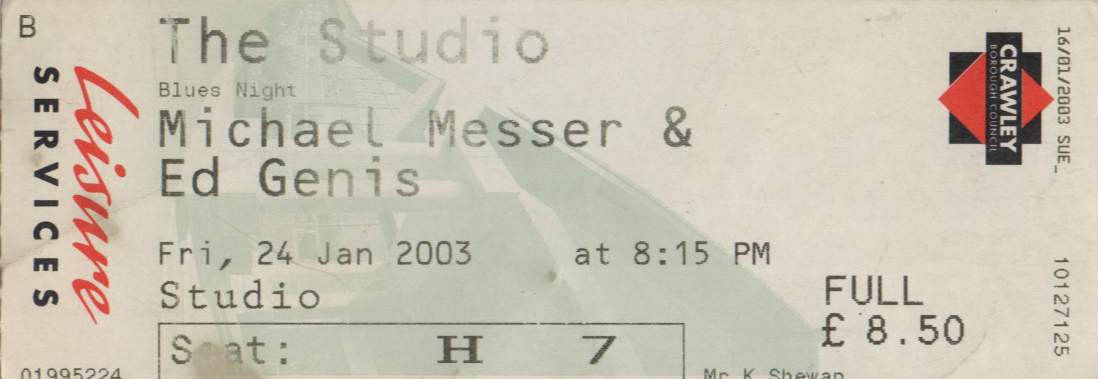 B
Leisure
SERVICES
The Studio
Blues Night
Michael Messer &
Ed Genis
Fri, 24 Jan 2003 at 8:15 PM
Studio
FULL
£ 8.50
Seat: H 7
01995224
Mr K Shewan
CRAWLEY
BOROUGH COUNCIL
16/01/2003 SUE_
10127125